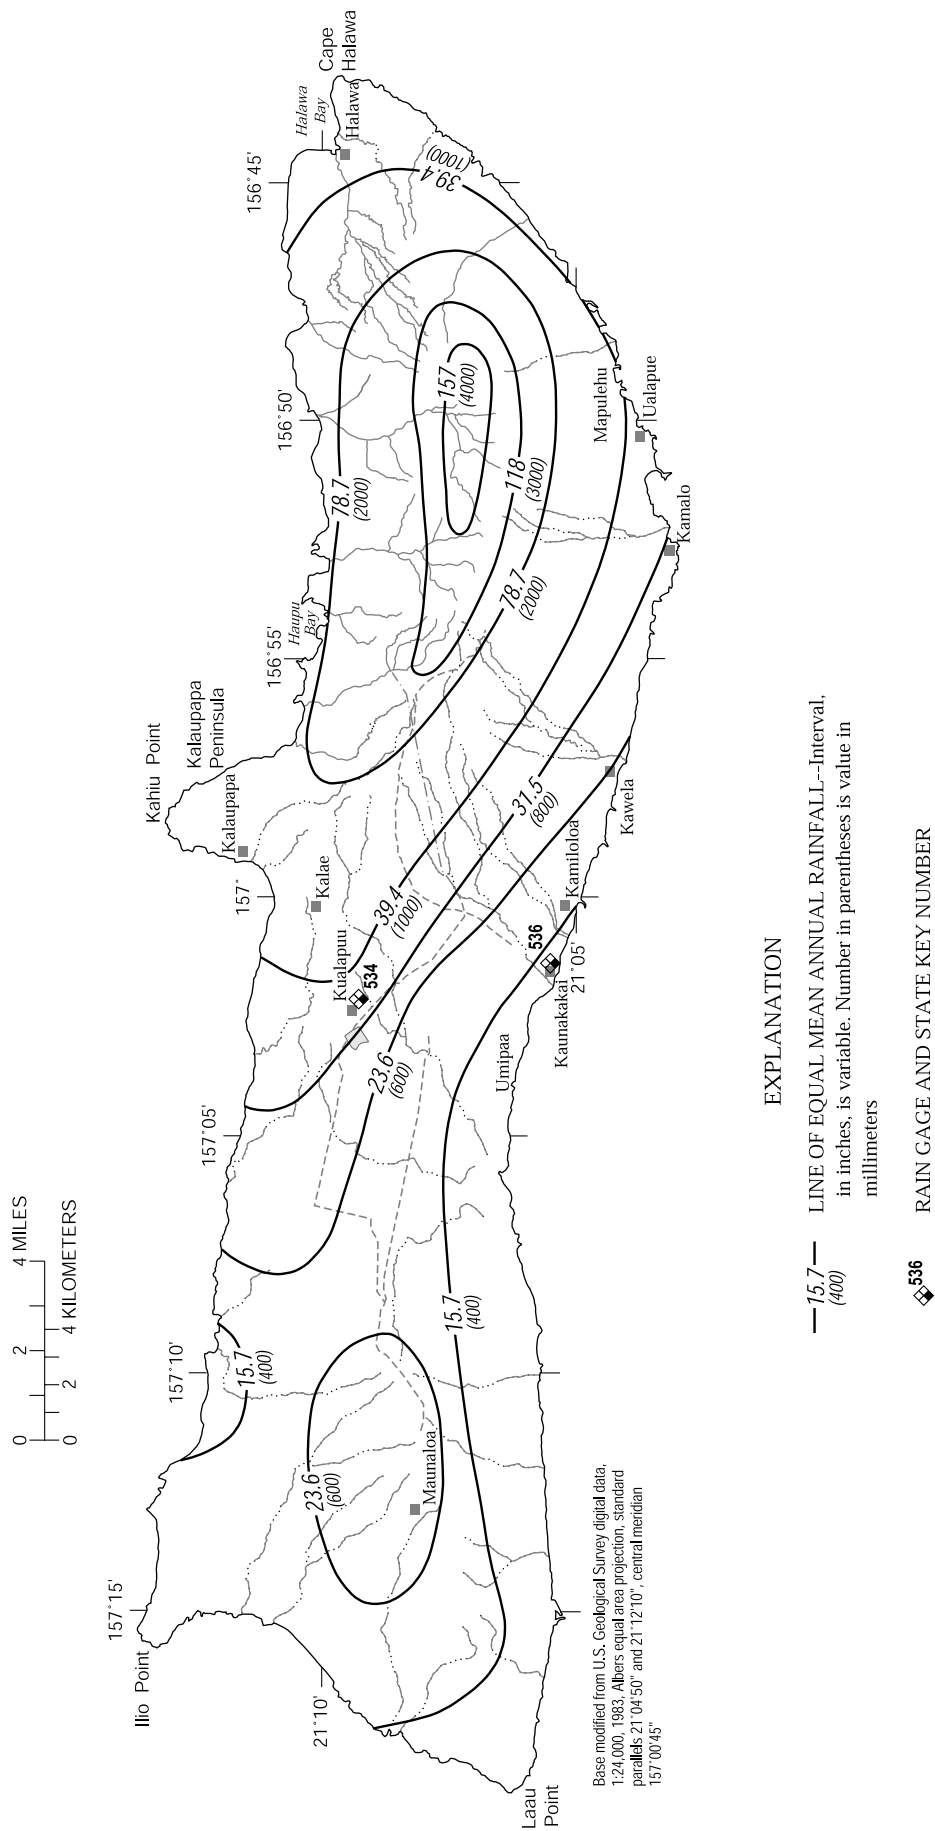 0 2 4 MILES
0 2 4 KILOMETERS
157°15'
157°10'
157°05'
157°
156°55'
156°50'
156°45'
Ilio Point
Kahiu Point
Kalaupapa
Peninsula
Kalaupapa
Haupu
Bay
Halawa
Bay
Cape
Halawa
Halawa
Kalae
Kualapuu
534
15.7
(400)
23.6
(600)
Maunaloa
15.7
(400)
23.6
(600)
39.4
(1000)
31.5
(800)
78.7
(2000)
78.7
(2000)
118
(3000)
157
(4000)
39.4
(1000)
21°10'
Laau
Point
Umipaa
Kaunakakai
536
21°05'
Kamiloloa
Kawela
Kamalo
Mapulehu
Ualapue
Base modified from U.S. Geological Survey digital data,
1:24,000, 1983, Albers equal area projection, standard
parallels 21°04'50" and 21°12'10", central meridian
157°00'45"
EXPLANATION
15.7
(400)
LINE OF EQUAL MEAN ANNUAL RAINFALL--Interval,
in inches, is variable. Number in parentheses is value in
millimeters
536
RAIN GAGE AND STATE KEY NUMBER